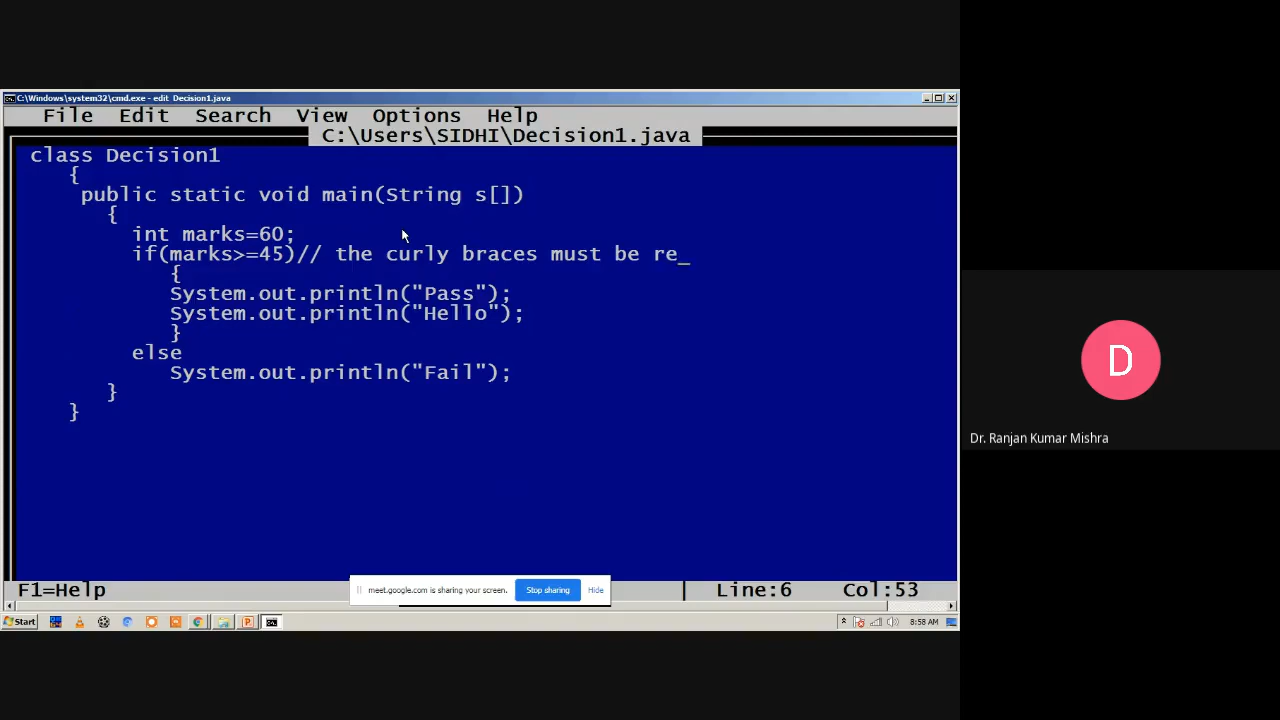 C:\Windows\system32\cmd.exe - edit Decision1.java
File Edit Search View Options Help
C:\Users\SIDHI\Decision1.java
class Decision1
{
public static void main(String s[])
{
int marks=60;
if(marks>=45)// the curly braces must be re_
{
System.out.println("Pass");
System.out.println("Hello");
}
else
System.out.println("Fail");
}
}
D
Dr. Ranjan Kumar Mishra
F1=Help
meet.google.com is sharing your screen. Stop sharing Hide
Line:6 Col:53
Start
8:58 AM